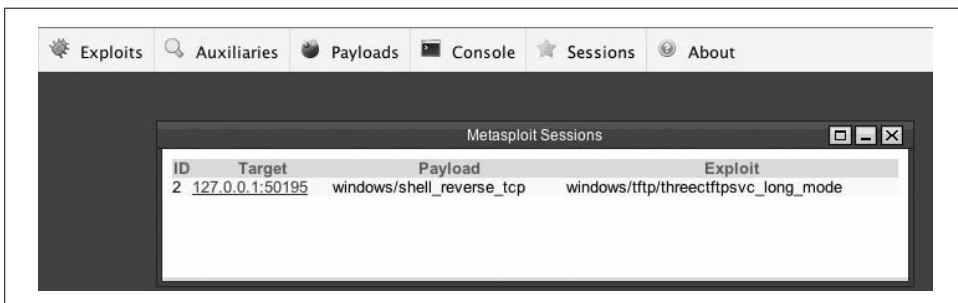 Exploits Auxiliaries Payloads Console Sessions About
Metasploit Sessions
ID Target Payload Exploit
2 127.0.0.1:50195 windows/shell_reverse_tcp windows/tftp/threectftpsvc_long_mode